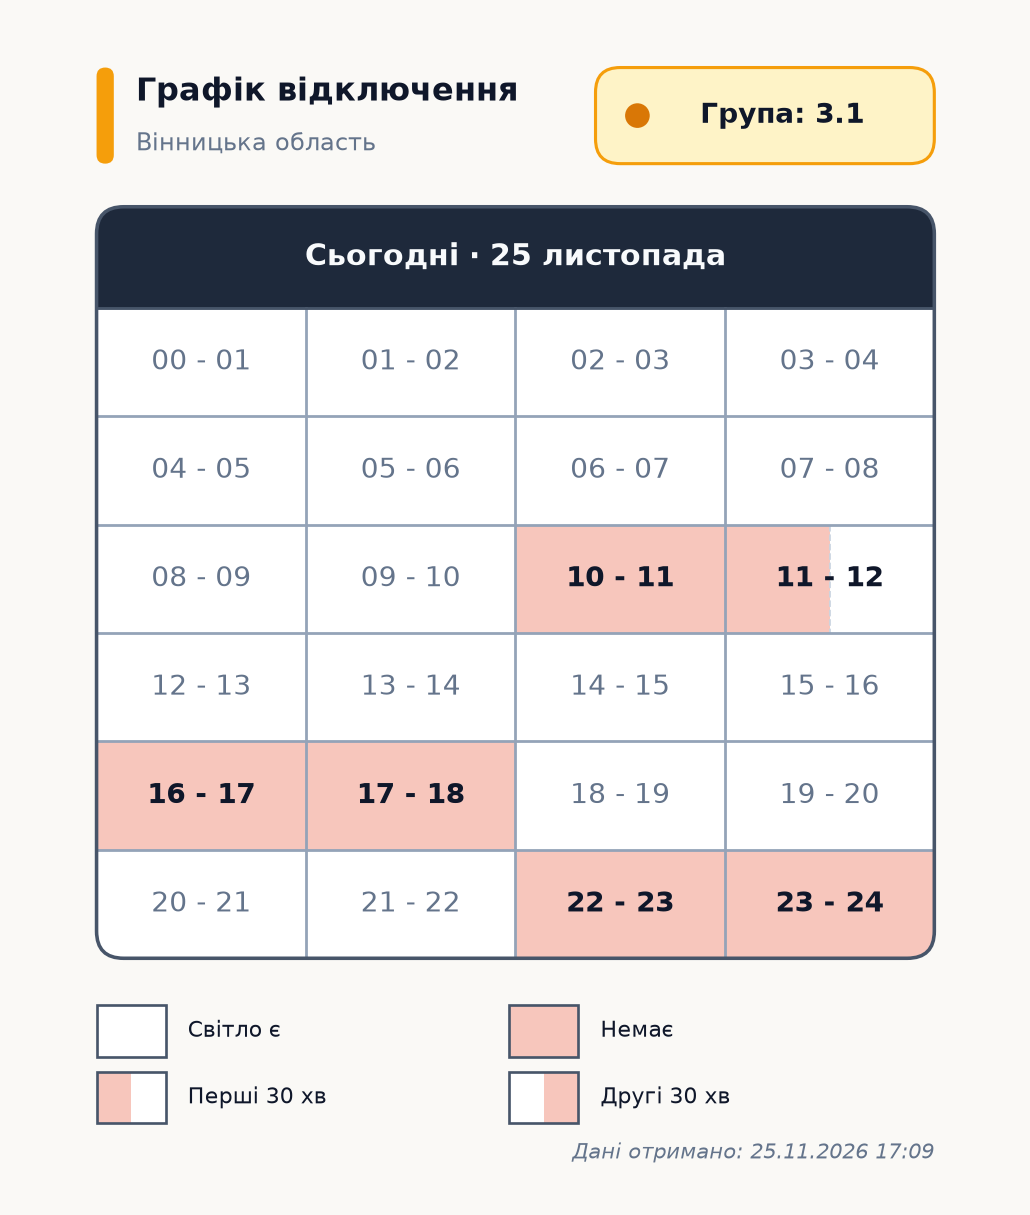 Графік відключення
Вінницька область
Група: 3.1
Сьогодні · 25 листопада
00 - 01 01 - 02 02 - 03 03 - 04
04 - 05 05 - 06 06 - 07 07 - 08
08 - 09 09 - 10 10 - 11 11 - 12
12 - 13 13 - 14 14 - 15 15 - 16
16 - 17 17 - 18 18 - 19 19 - 20
20 - 21 21 - 22 22 - 23 23 - 24
Світло є Немає
Перші 30 хв Другі 30 хв
Дані отримано: 25.11.2026 17:09